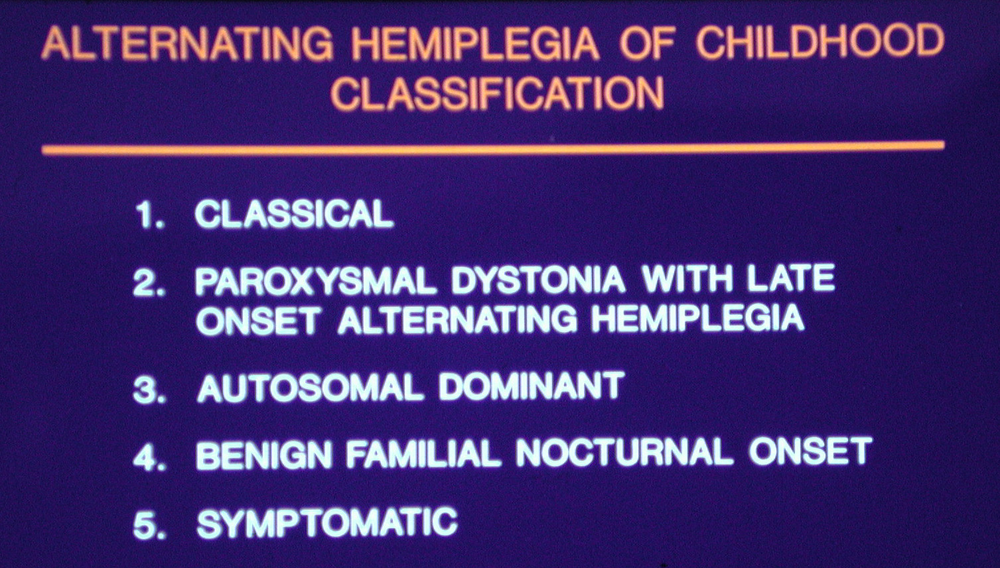 ALTERNATING HEMIPLEGIA OF CHILDHOOD
CLASSIFICATION
1. CLASSICAL
2. PAROXYSMAL DYSTONIA WITH LATE
ONSET ALTERNATING HEMIPLEGIA
3. AUTOSOMAL DOMINANT
4. BENIGN FAMILIAL NOCTURNAL ONSET
5. SYMPTOMATIC